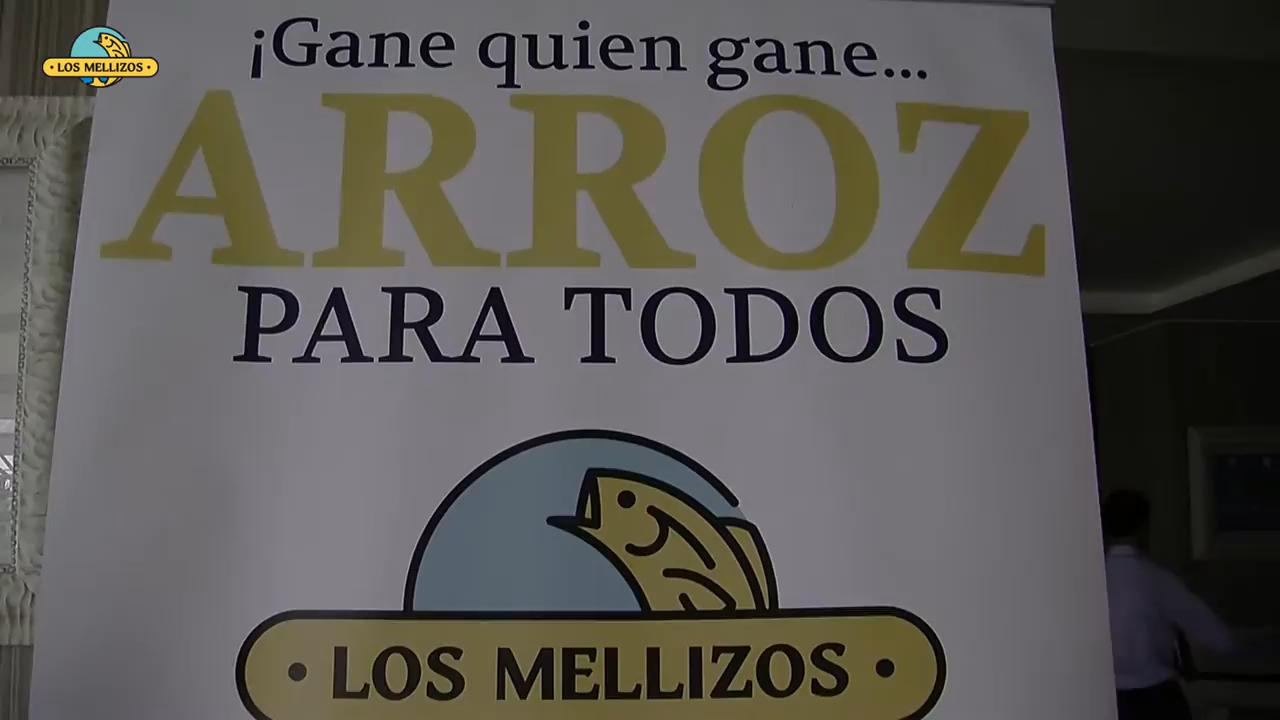 · LOS MELLIZOS ·
¡Gane quien gane...
ARROZ
PARA TODOS
· LOS MELLIZOS ·